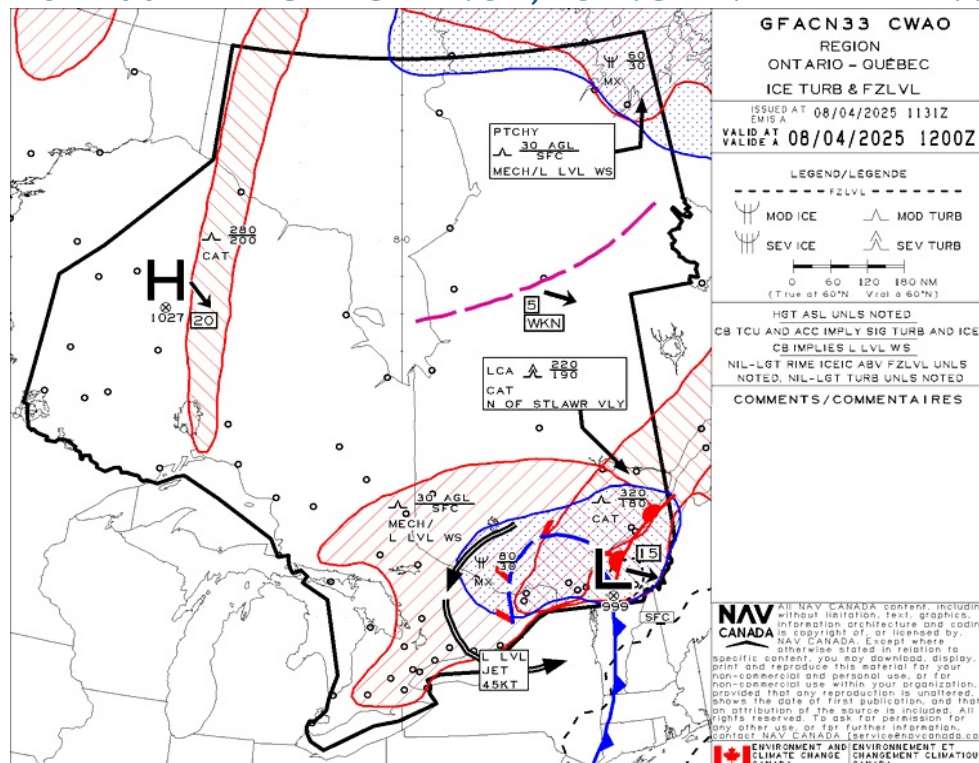 GFACN33 CWAO
REGION
ONTARIO – QUÉBEC
ICE TURB & FZLVL
ISSUED AT 08/04/2025 1131Z
EMIS A
VALID AT 08/04/2025 1200Z
VALIDE A
LEGEND/LÉGENDE
FZLVL
MOD ICE
MOD TURB
SEV ICE
SEV TURB
0 60 120 180 NM
(True at 60°N Vrai à 60°N)
HGT ASL UNLS NOTED
CB TCU AND ACC IMPLY SIG TURB AND ICE
CB IMPLIES L LVL WS
NIL-LGT RIME ICEIC ABV FZLVL UNLS
NOTED. NIL-LGT TURB UNLS NOTED
COMMENTS/COMMENTAIRES
60
30
MX
PTCHY
30 AGL
SFC
MECH/L LVL WS
280
200
CAT
80
H
1027
20
5
WKN
LCA 220
190
CAT
N OF STLAWR VLY
30 AGL
SFC
MECH/
L LVL WS
320
180
CAT
80
30
MX
15
L
999
SFC
L LVL
JET
45KT
NAV
CANADA
All NAV CANADA content, including
without limitation, text, graphics,
information architecture and coding
is copyright of, or licensed by,
NAV CANADA. Except where
otherwise stated in relation to
specific content, you may download, display,
print and reproduce this material for your
non-commercial and personal use, or for
non-commercial use within your organization,
provided that any reproduction is unaltered,
shows the date of first publication, and that
an attribution of the source is included. All
rights reserved. To ask for permission for
any other use, or for further information,
contact NAV CANADA [service@navcanada.ca
ENVIRONMENT AND
CLIMATE CHANGE
CANADA
ENVIRONNEMENT ET
CHANGEMENT CLIMATIQUE
CANADA